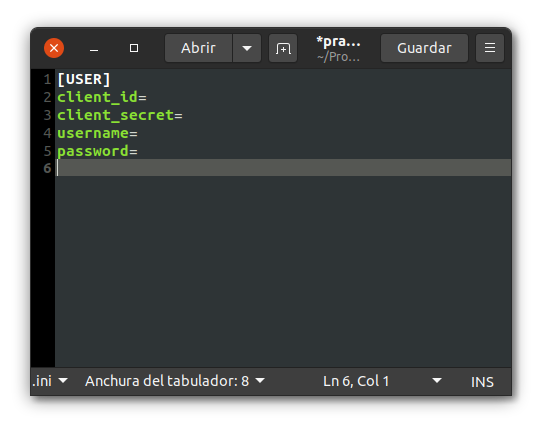 Abrir
*pra...
~/Pro...
Guardar
1 [USER]
2 client_id=
3 client_secret=
4 username=
5 password=
6
.ini
Anchura del tabulador: 8
Ln 6, Col 1
INS